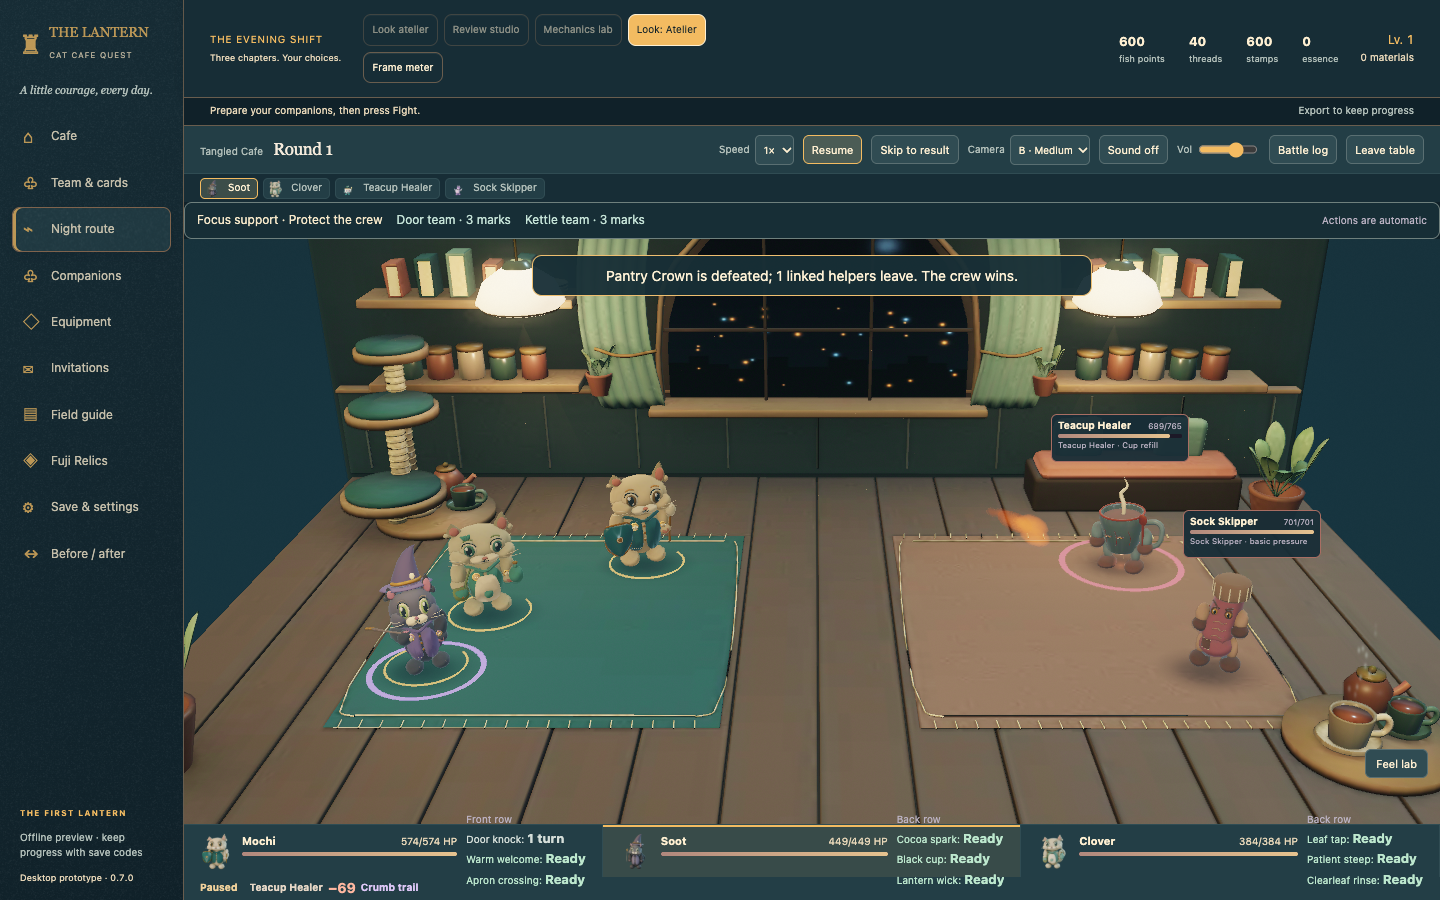 THE LANTERN
CAT CAFE QUEST
A little courage, every day.
Cafe
Team & cards
Night route
Companions
Equipment
Invitations
Field guide
Fuji Relics
Save & settings
Before / after
THE FIRST LANTERN
Offline preview · keep
progress with save codes
Desktop prototype · 0.7.0
THE EVENING SHIFT
Three chapters. Your choices.
Look atelier
Review studio
Mechanics lab
Look: Atelier
Frame meter
600
fish points
40
threads
600
stamps
0
essence
Lv. 1
0 materials
Prepare your companions, then press Fight.
Export to keep progress
Tangled Cafe Round 1
Speed 1x
Resume
Skip to result
Camera B · Medium
Sound off
Vol
Battle log
Leave table
Soot
Clover
Teacup Healer
Sock Skipper
Focus support · Protect the crew Door team · 3 marks Kettle team · 3 marks
Actions are automatic
Pantry Crown is defeated; 1 linked helpers leave. The crew wins.
Teacup Healer 689/765
Teacup Healer · Cup refill
Sock Skipper 701/701
Sock Skipper · basic pressure
Feel lab
Mochi 574/574 HP
Front row
Door knock: 1 turn
Warm welcome: Ready
Apron crossing: Ready
Soot 449/449 HP
Back row
Cocoa spark: Ready
Black cup: Ready
Lantern wick: Ready
Clover 384/384 HP
Back row
Leaf tap: Ready
Patient steep: Ready
Clearleaf rinse: Ready
Paused Teacup Healer −69 Crumb trail